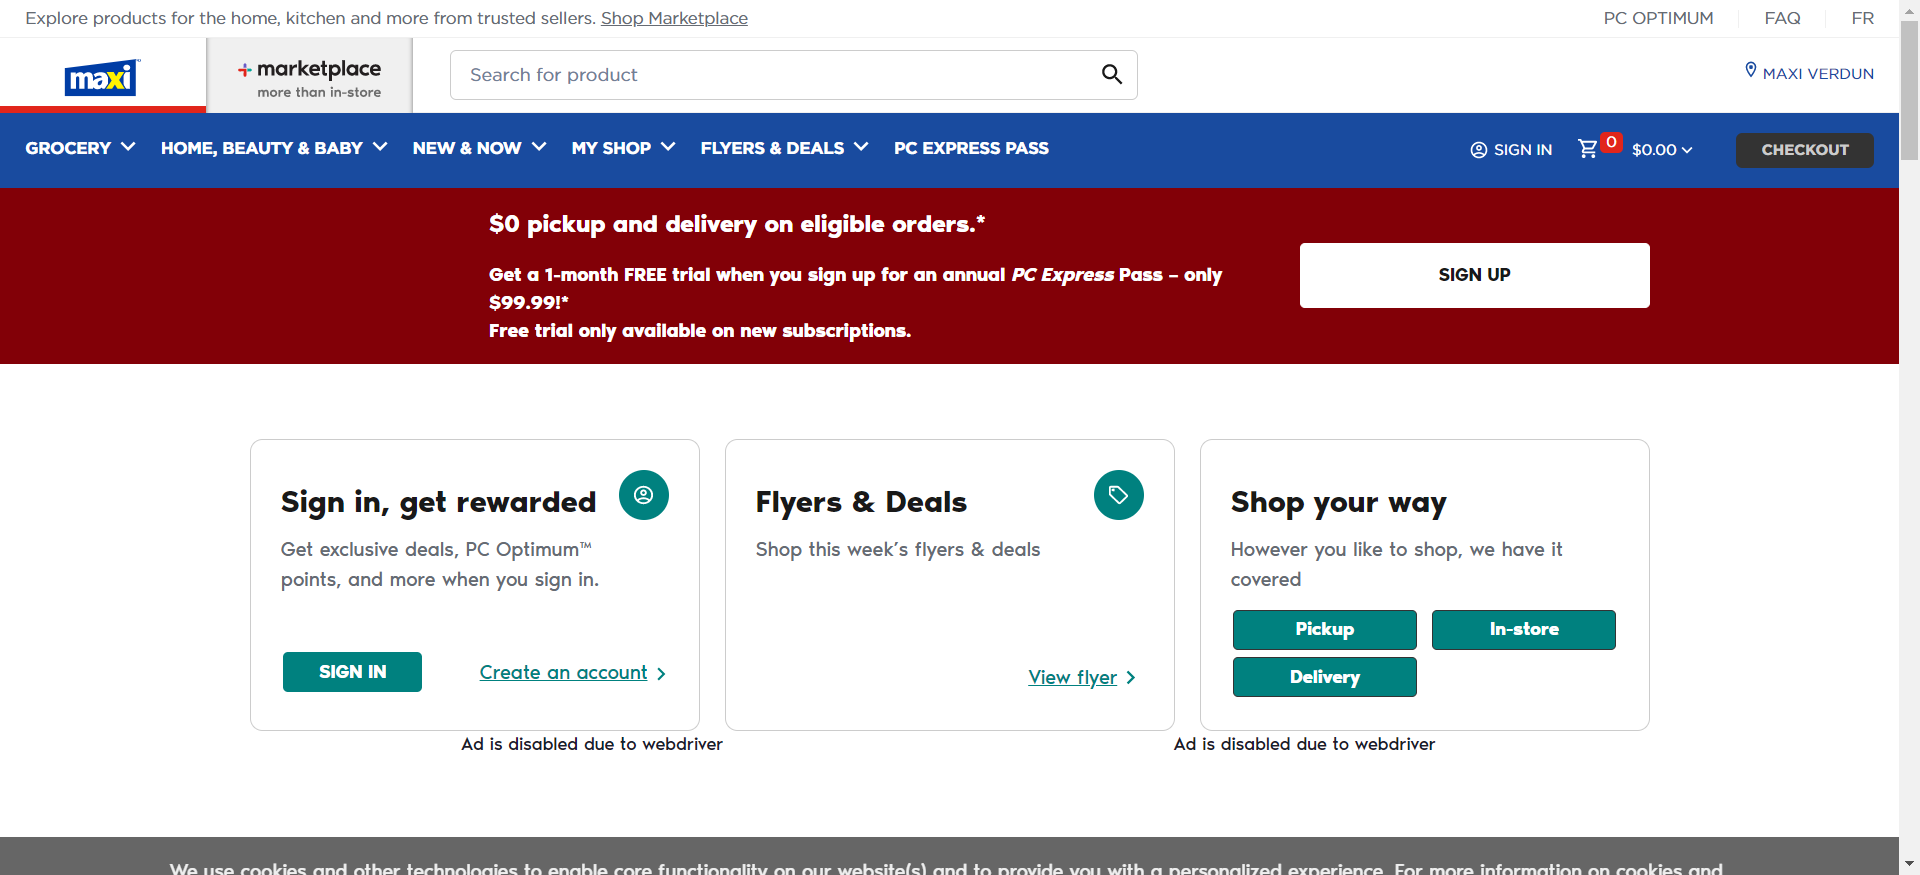 Explore products for the home, kitchen and more from trusted sellers. Shop Marketplace
PC OPTIMUM
FAQ
FR
maxi
marketplace
more than in-store
Search for product
MAXI VERDUN
GROCERY
HOME, BEAUTY & BABY
NEW & NOW
MY SHOP
FLYERS & DEALS
PC EXPRESS PASS
SIGN IN
0
$0.00
CHECKOUT
$0 pickup and delivery on eligible orders.*
Get a 1-month FREE trial when you sign up for an annual PC Express Pass – only
$99.99!*
Free trial only available on new subscriptions.
SIGN UP
Sign in, get rewarded
Get exclusive deals, PC Optimum™
points, and more when you sign in.
SIGN IN
Create an account
Flyers & Deals
Shop this week's flyers & deals
View flyer
Shop your way
However you like to shop, we have it
covered
Pickup
In-store
Delivery
Ad is disabled due to webdriver
Ad is disabled due to webdriver
We use cookies and other technologies to enable core functionality on our website(s) and to provide you with a personalized experience. For more information on cookies and